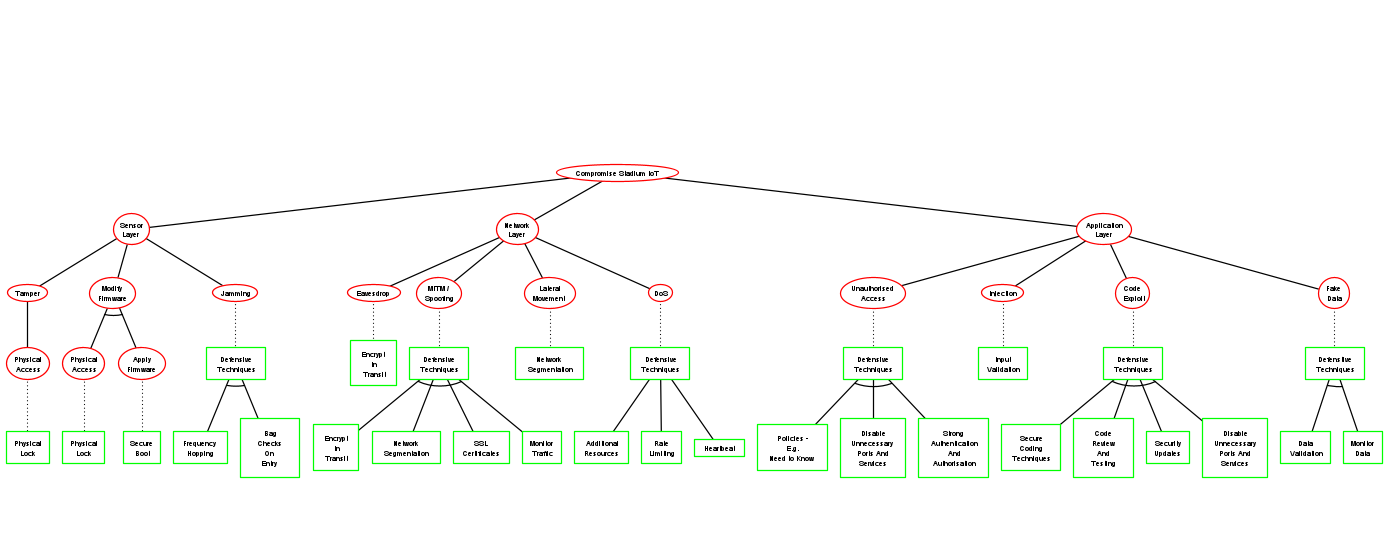 Compromise Stadium IoT
Sensor
Layer
Network
Layer
Application
Layer
Tamper
Modify
Firmware
Jamming
Eavesdrop
MITM /
Spoofing
Lateral
Movement
DoS
Unauthorised
Access
Injection
Code
Exploit
Fake
Data
Physical
Access
Physical
Access
Apply
Firmware
Defensive
Techniques
Encrypt
In
Transit
Defensive
Techniques
Network
Segmentation
Defensive
Techniques
Defensive
Techniques
Input
Validation
Defensive
Techniques
Defensive
Techniques
Physical
Lock
Physical
Lock
Secure
Boot
Frequency
Hopping
Bag
Checks
On
Entry
Encrypt
In
Transit
Network
Segmentation
SSL
Certificates
Monitor
Traffic
Additional
Resources
Rate
Limiting
Heartbeat
Policies -
E.g.
Need to Know
Disable
Unnecessary
Ports And
Services
Strong
Authentication
And
Authorisation
Secure
Coding
Techniques
Code
Review
And
Testing
Security
Updates
Disable
Unnecessary
Ports And
Services
Data
Validation
Monitor
Data